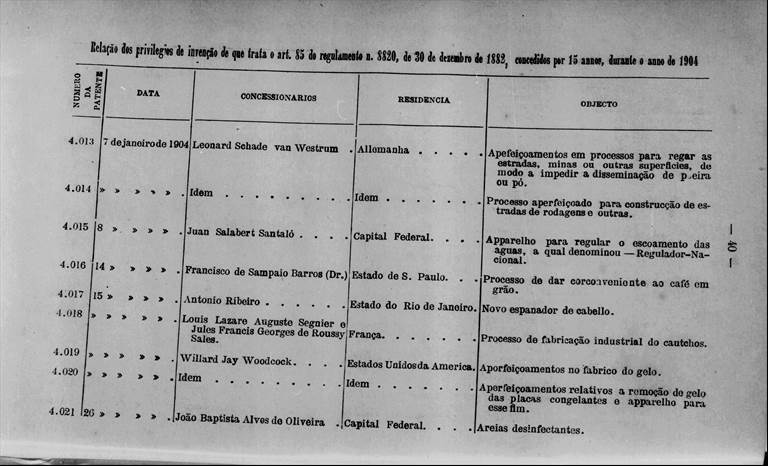 Relação dos privilegios de invenção de que trata o art. 85 do regulamento n. 8820, de 30 de dezembro de 1882, concedidos por 15 annos, durante o anno de 1904
NUMERO DA PATENTE | DATA | CONCESSIONARIOS | RESIDENCIA | OBJECTO
4.013 7 de janeiro de 1904 Leonard Schade van Westrum . Allemanha . . . . . Apefeiçoamentos em processos para regar as
estradas, minas ou outras superficies, de
modo a impedir a disseminação de poeira
ou pó.
4.014 » » » » » . Idem . . . . . . . . Idem . . . . . . . Processo aperfeiçoado para construcção de es-
tradas de rodagens e outras.
4.015 8 » » » » . Juan Salabert Santaló . . . . Capital Federal. . . . Apparelho para regular o escoamento das
aguas, a qual denominou — Regulador-Na-
cional.
— 40 —
4.016 14 » » » » . Francisco de Sampaio Barros (Dr.) Estado de S. Paulo. . . Processo de dar cor conveniente ao café em
grão.
4.017 15 » » » » . Antonio Ribeiro . . . . . . Estado do Rio de Janeiro. Novo espanador de cabello.
4.018 » » » » » . Louis Lazare Auguste Segnier e
Jules Francis Georges de Roussy
Sales. França. . . . . . . Processo de fabricação industrial do cautchos.
4.019 » » » » » . Willard Jay Woodcock. . . . Estados Unidos da America. Aperfeiçoamentos no fabrico do gelo.
4.020 » » » » » . Idem . . . . . . . . Idem . . . . . . . Aperfeiçoamentos relativos a remoção do gelo
das placas congelantes e apparelho para
esse fim.
4.021 26 » » » » . João Baptista Alves de Oliveira . Capital Federal. . . . Areias desinfectantes.